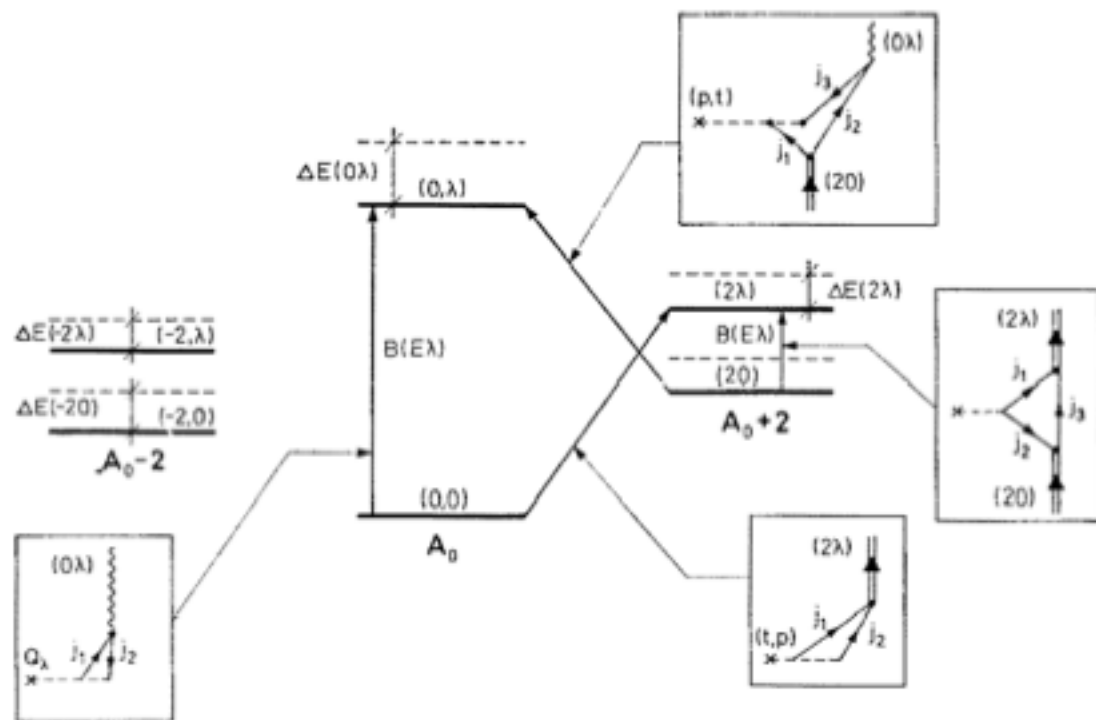 (0λ)
j₃
(p,t)
j₂
j₁
(20)
ΔE(0λ)
(0,λ)
(2λ)
ΔE(2λ)
ΔE(-2λ)
(-2,λ)
B(Eλ)
B(Eλ)
(20)
ΔE(-20)
(-2,0)
A₀+2
A₀-2
(0,0)
A₀
(2λ)
j₁
j₃
j₂
(20)
(0λ)
j₁
j₂
Qλ
(2λ)
j₁
(t,p)
j₂